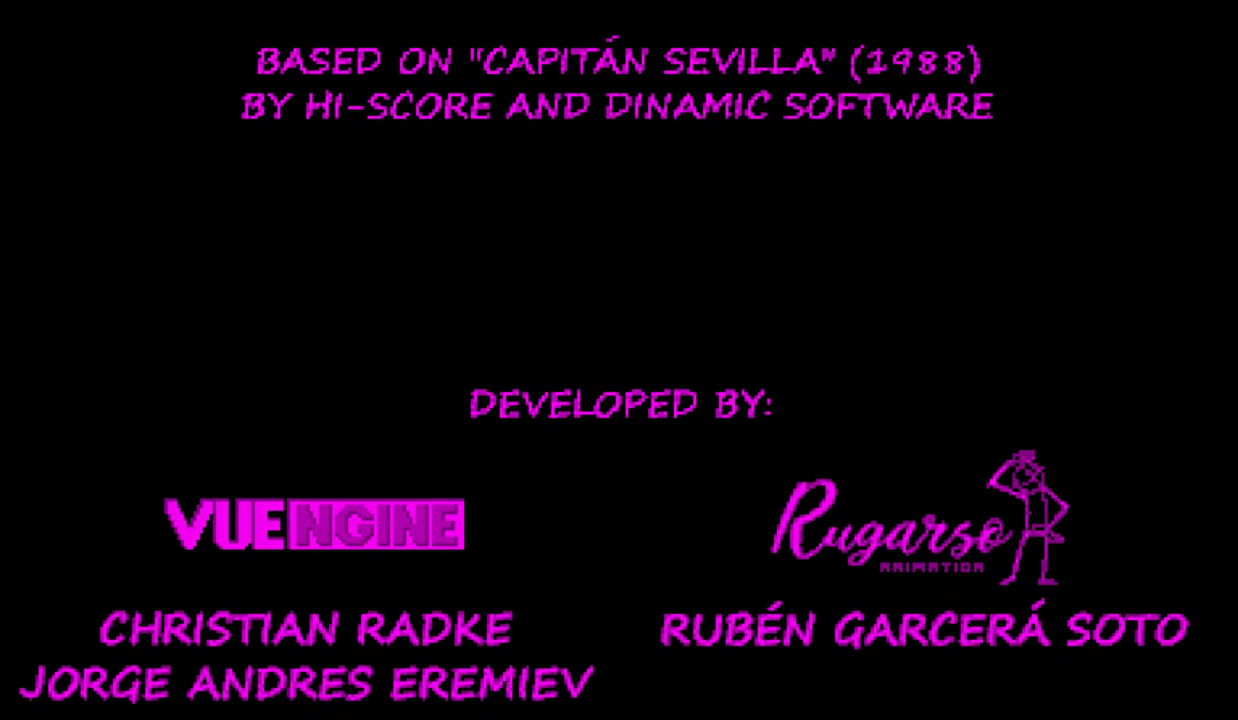 BASED ON "CAPITÁN SEVILLA" (1988)
BY HI-SCORE AND DINAMIC SOFTWARE
DEVELOPED BY:
VUENGINE
Rugarso
ANIMATION
CHRISTIAN RADKE
JORGE ANDRES EREMIEV
RUBÉN GARCERÁ SOTO